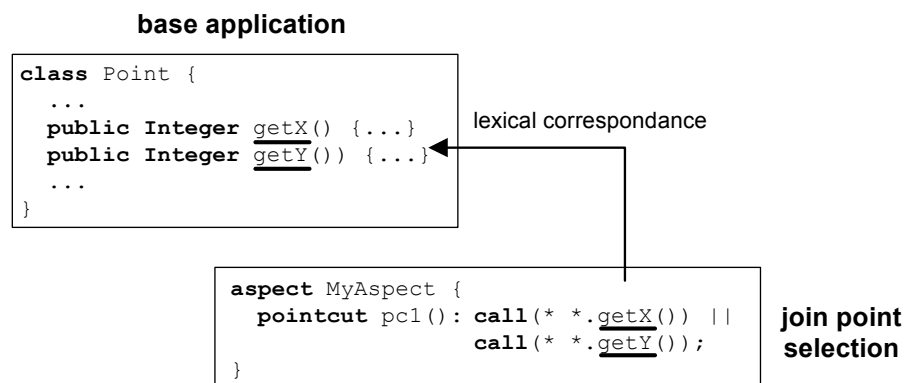 base application
class Point {
...
public Integer getX() {...}
public Integer getY()) {...}
...
}
lexical correspondance
aspect MyAspect {
pointcut pc1(): call(* *.getX()) ||
call(* *.getY());
}
join point
selection